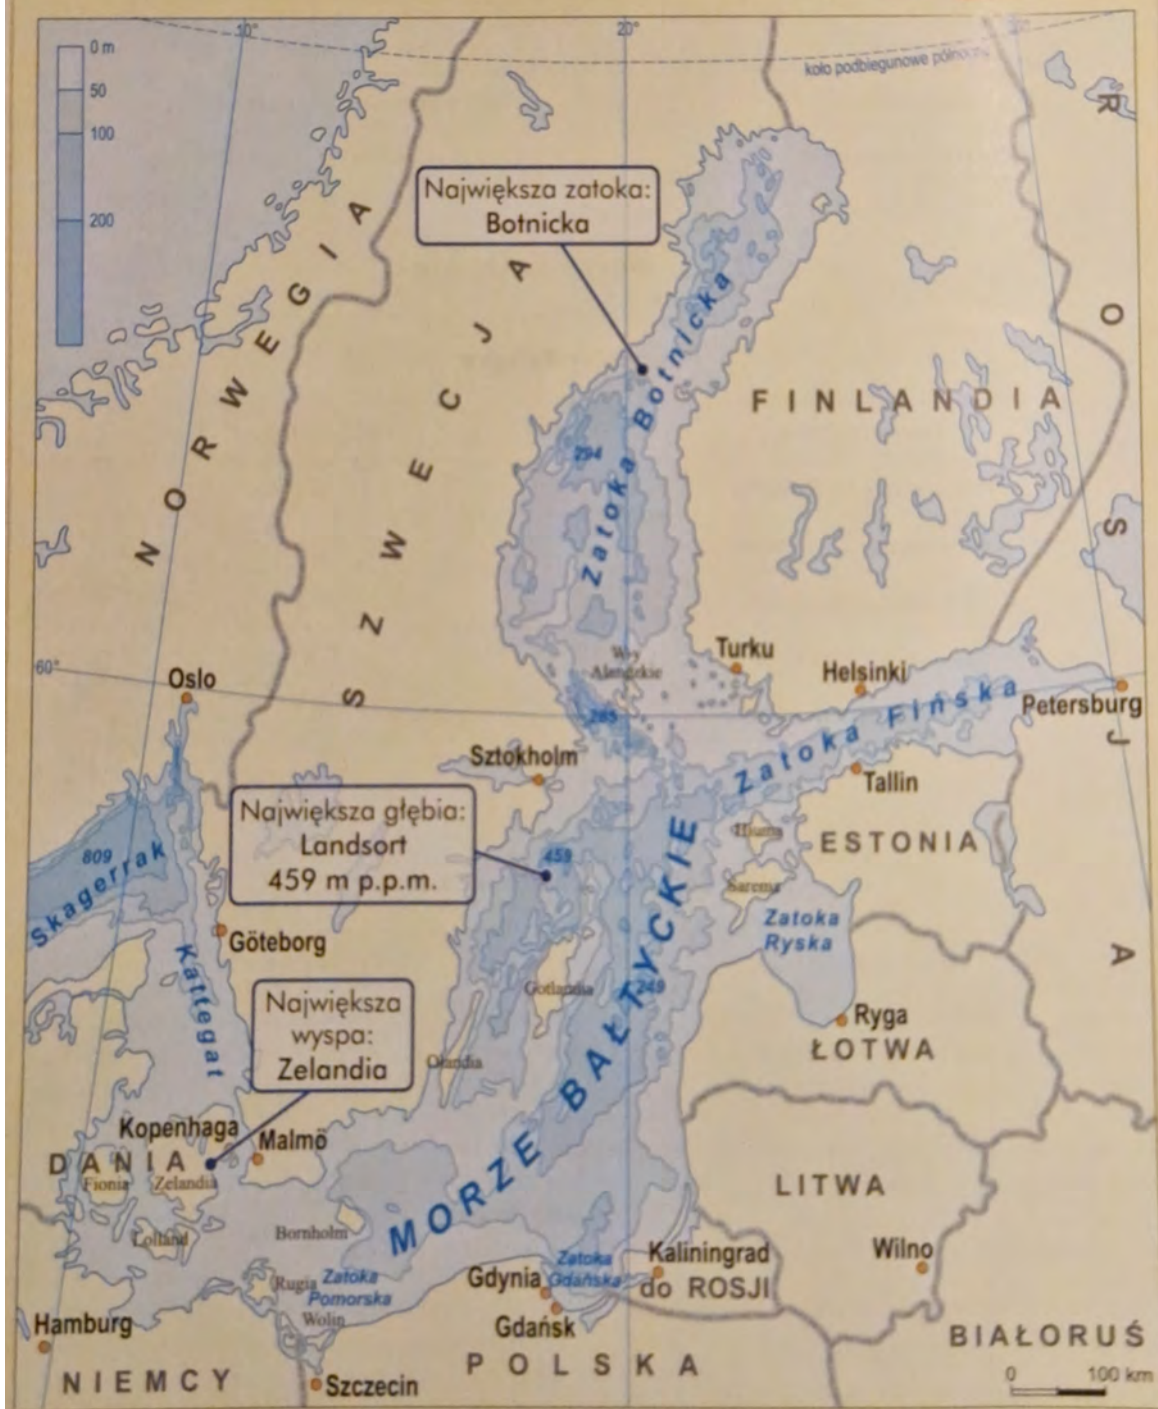 10°
20°
0 m
50
100
200
koło podbiegunowe północne
Największa zatoka:
Botnicka
NORWEGIA
SZWECJA
FINLANDIA
ROSJA
Zatoka Botnicka
294
60°
Oslo
W-y
Alandzkie
Turku
Helsinki
285
Zatoka Fińska
Petersburg
Sztokholm
Tallin
Największa głębia:
Landsort
459 m p.p.m.
459
Hiuma
ESTONIA
809
Skagerrak
Sarema
Zatoka
Ryska
Göteborg
Kattegat
Gotlandia
249
MORZE BAŁTYCKIE
Największa
wyspa:
Zelandia
Ryga
ŁOTWA
Olandia
Kopenhaga
Malmö
DANIA
Fionia
Zelandia
LITWA
Lolland
Bornholm
Wilno
Kaliningrad
do ROSJI
Zatoka
Gdańska
Gdynia
Rugia
Zatoka
Pomorska
Wolin
Gdańsk
Hamburg
BIAŁORUŚ
POLSKA
NIEMCY
Szczecin
0 100 km